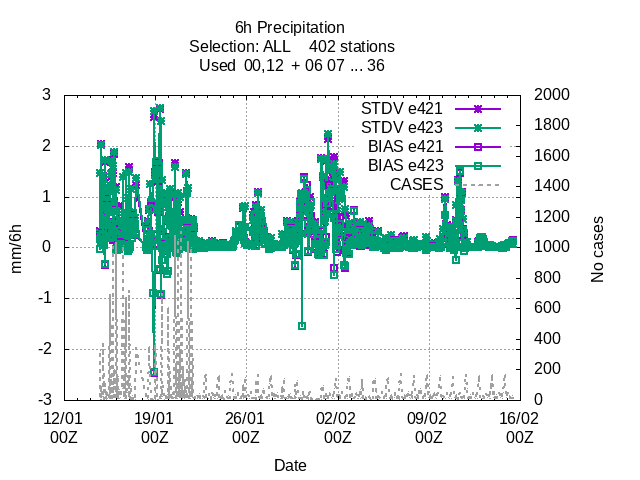 6h Precipitation
Selection: ALL 402 stations
Used 00,12 + 06 07 ... 36
STDV e421
STDV e423
BIAS e421
BIAS e423
CASES
3
2
1
0
-1
-2
-3
mm/6h
2000
1800
1600
1400
1200
1000
800
600
400
200
0
No cases
12/01 19/01 26/01 02/02 09/02 16/02
00Z 00Z 00Z 00Z 00Z 00Z
Date